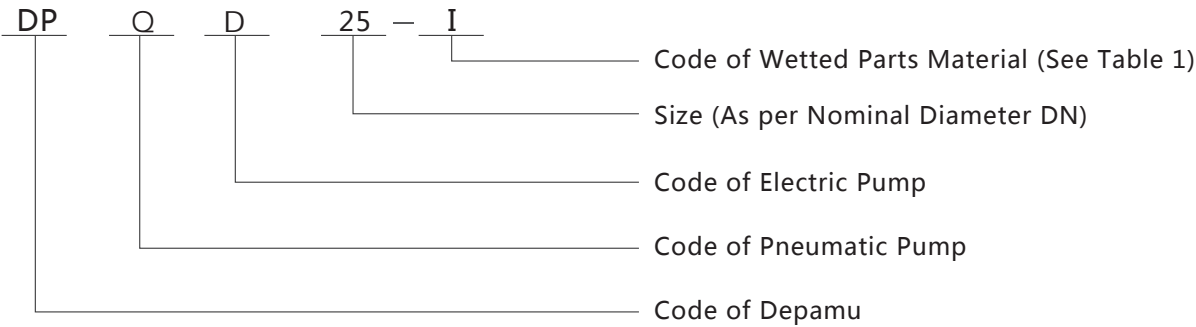 DP Q D 25 — I
Code of Wetted Parts Material (See Table 1)
Size (As per Nominal Diameter DN)
Code of Electric Pump
Code of Pneumatic Pump
Code of Depamu